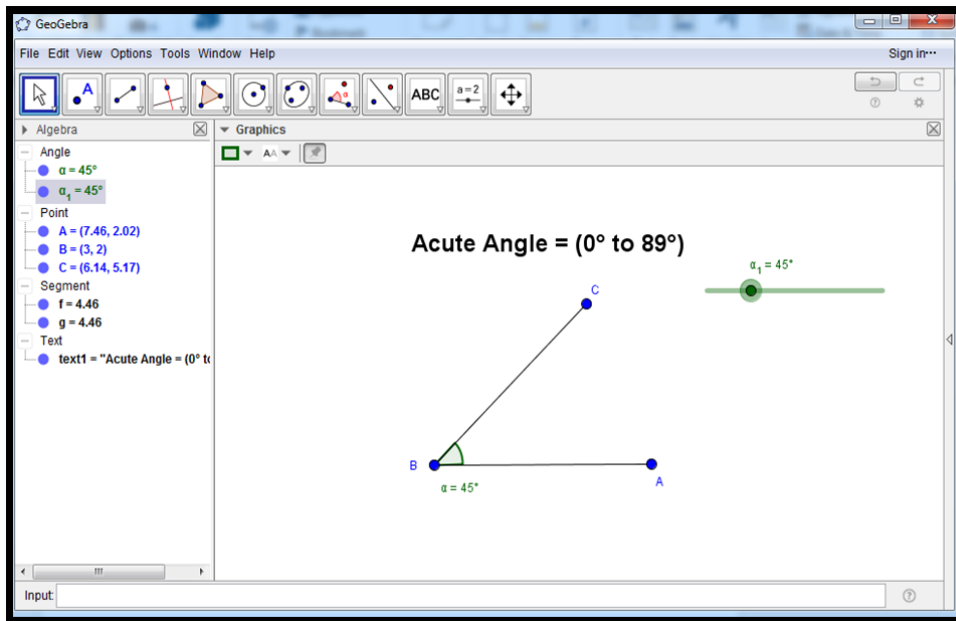 GeoGebra
File Edit View Options Tools Window Help
Sign in...
A
ABC
a=2
Algebra
Graphics
Angle
α = 45°
α₁ = 45°
Point
A = (7.46, 2.02)
B = (3, 2)
C = (6.14, 5.17)
Segment
f = 4.46
g = 4.46
Text
text1 = "Acute Angle = (0° to
AA
Acute Angle = (0° to 89°)
α₁ = 45°
C
B
A
α = 45°
Input: